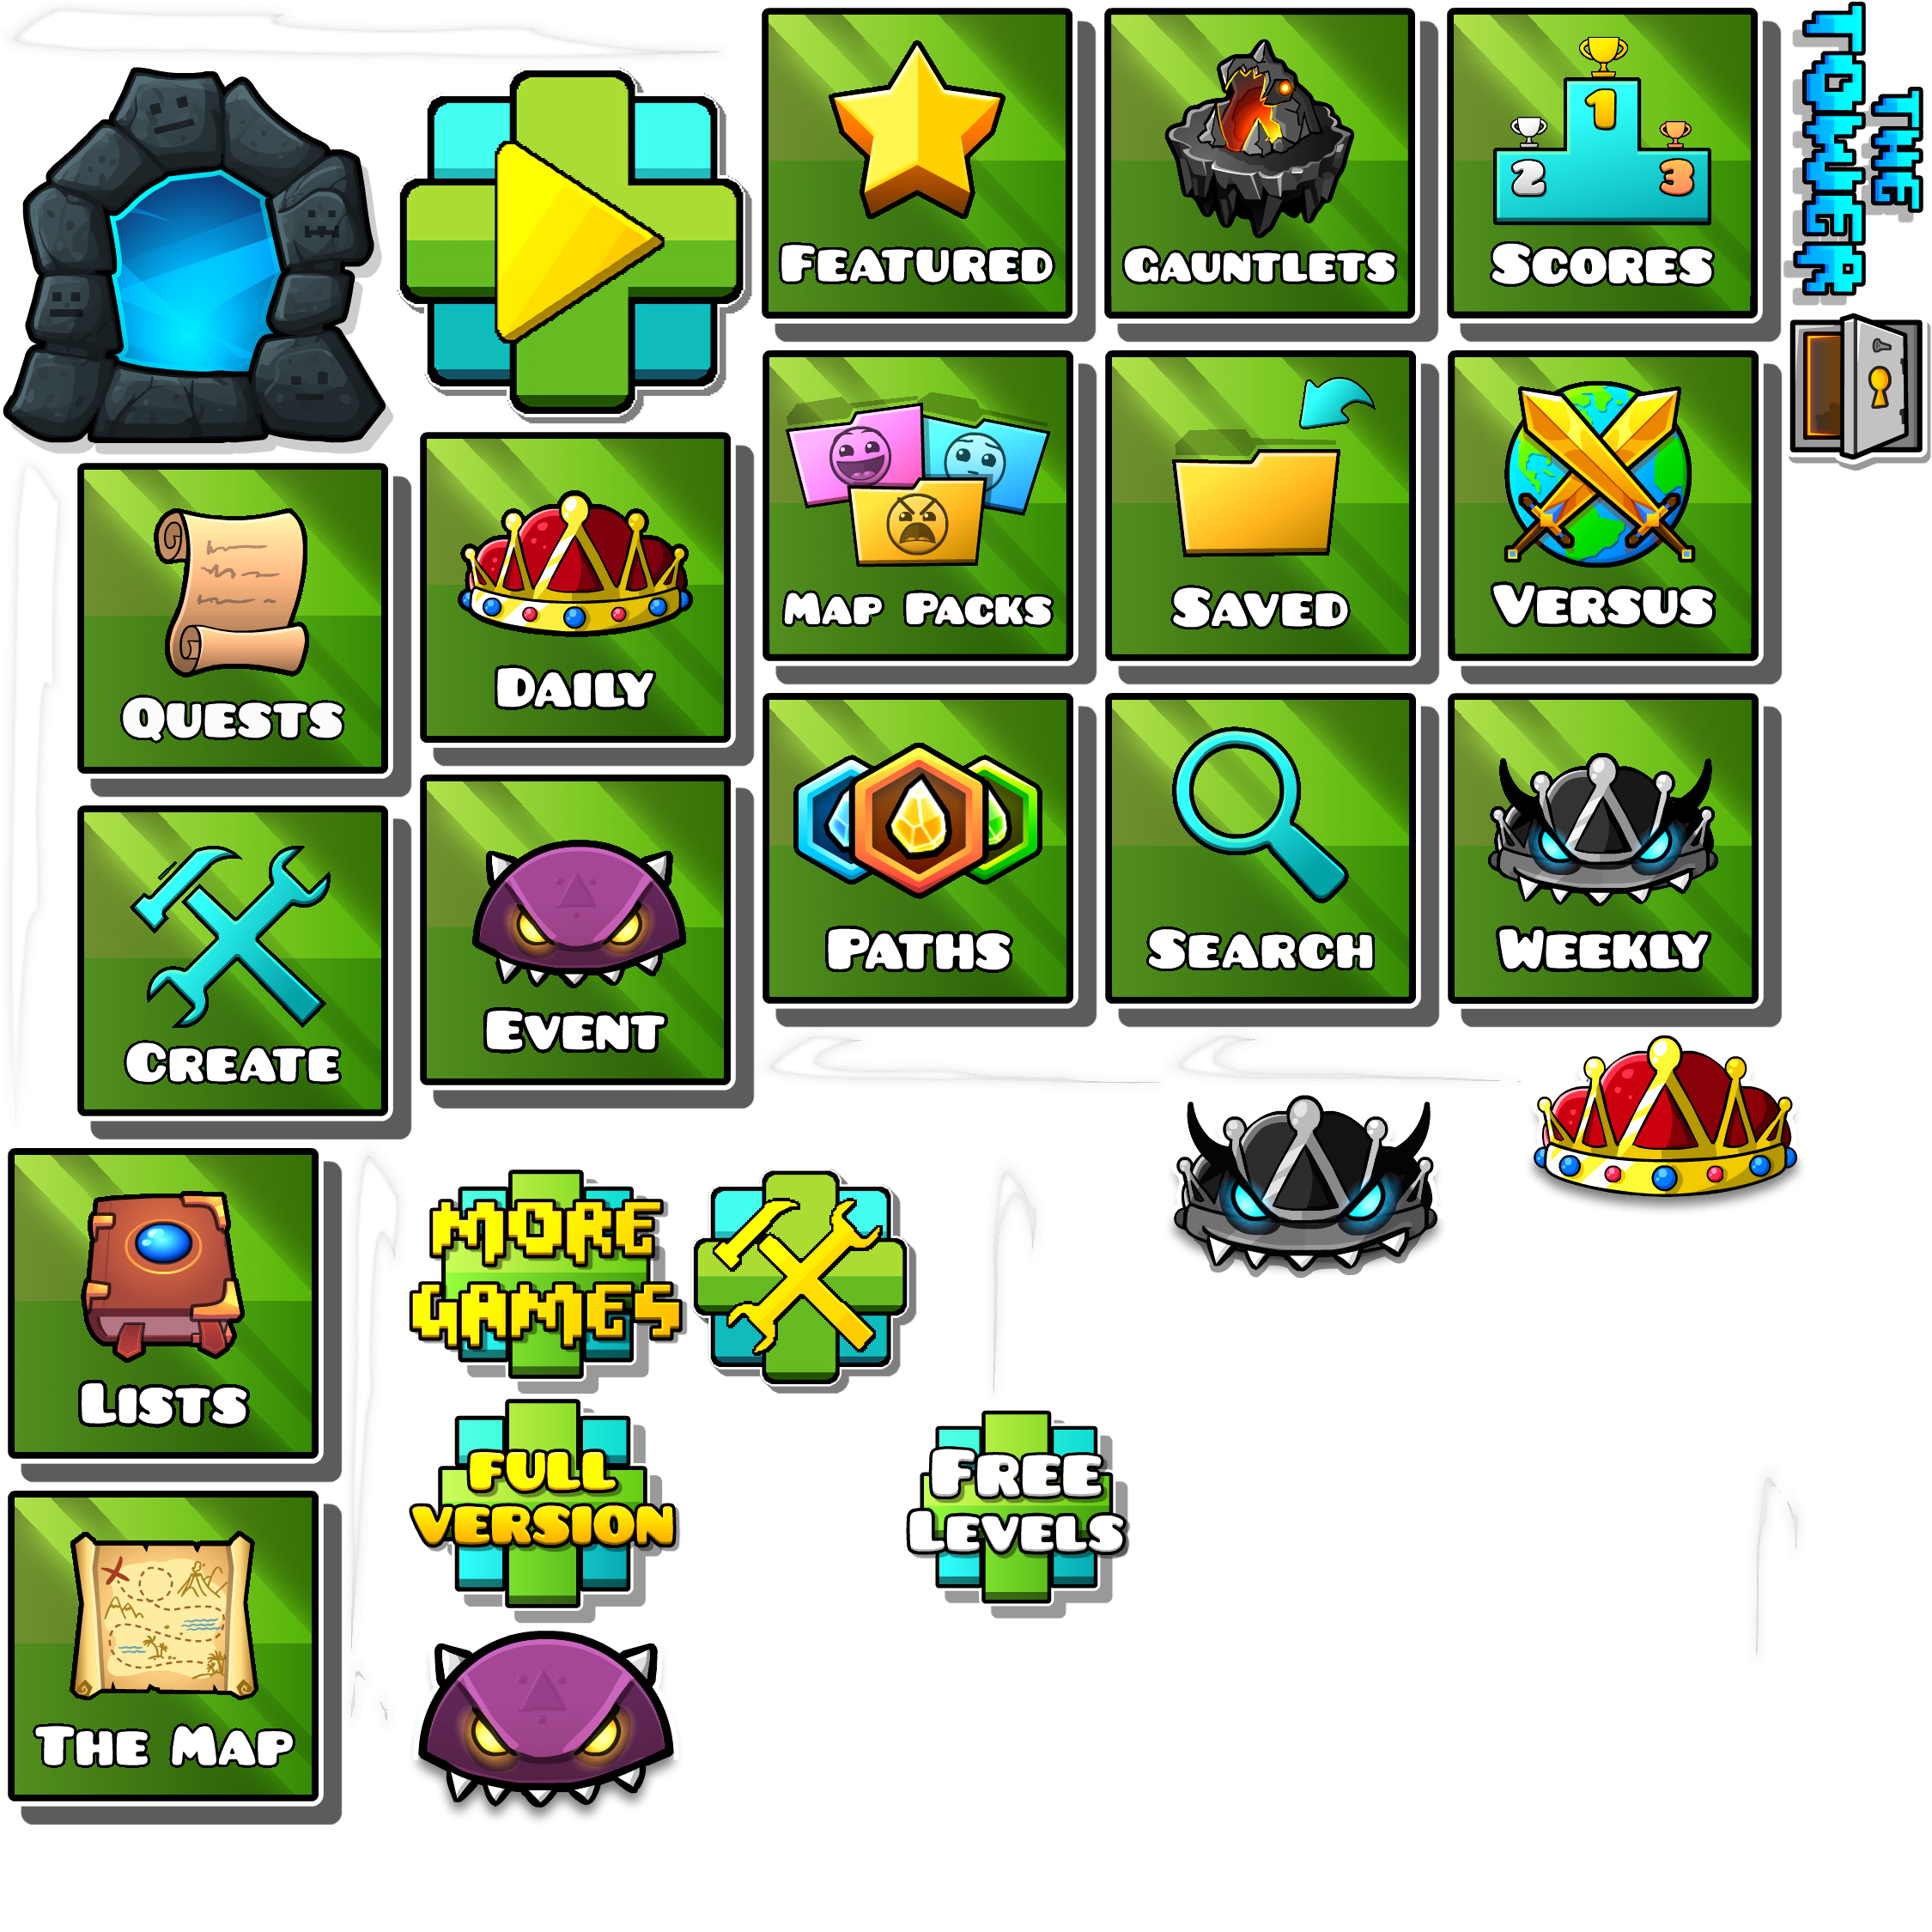 FEATURED
GAUNTLETS
1
2
3
SCORES
THE
TOWER
QUESTS
DAILY
MAP PACKS
SAVED
VERSUS
CREATE
EVENT
PATHS
SEARCH
WEEKLY
LISTS
MORE
GAMES
FULL
VERSION
FREE
LEVELS
THE MAP